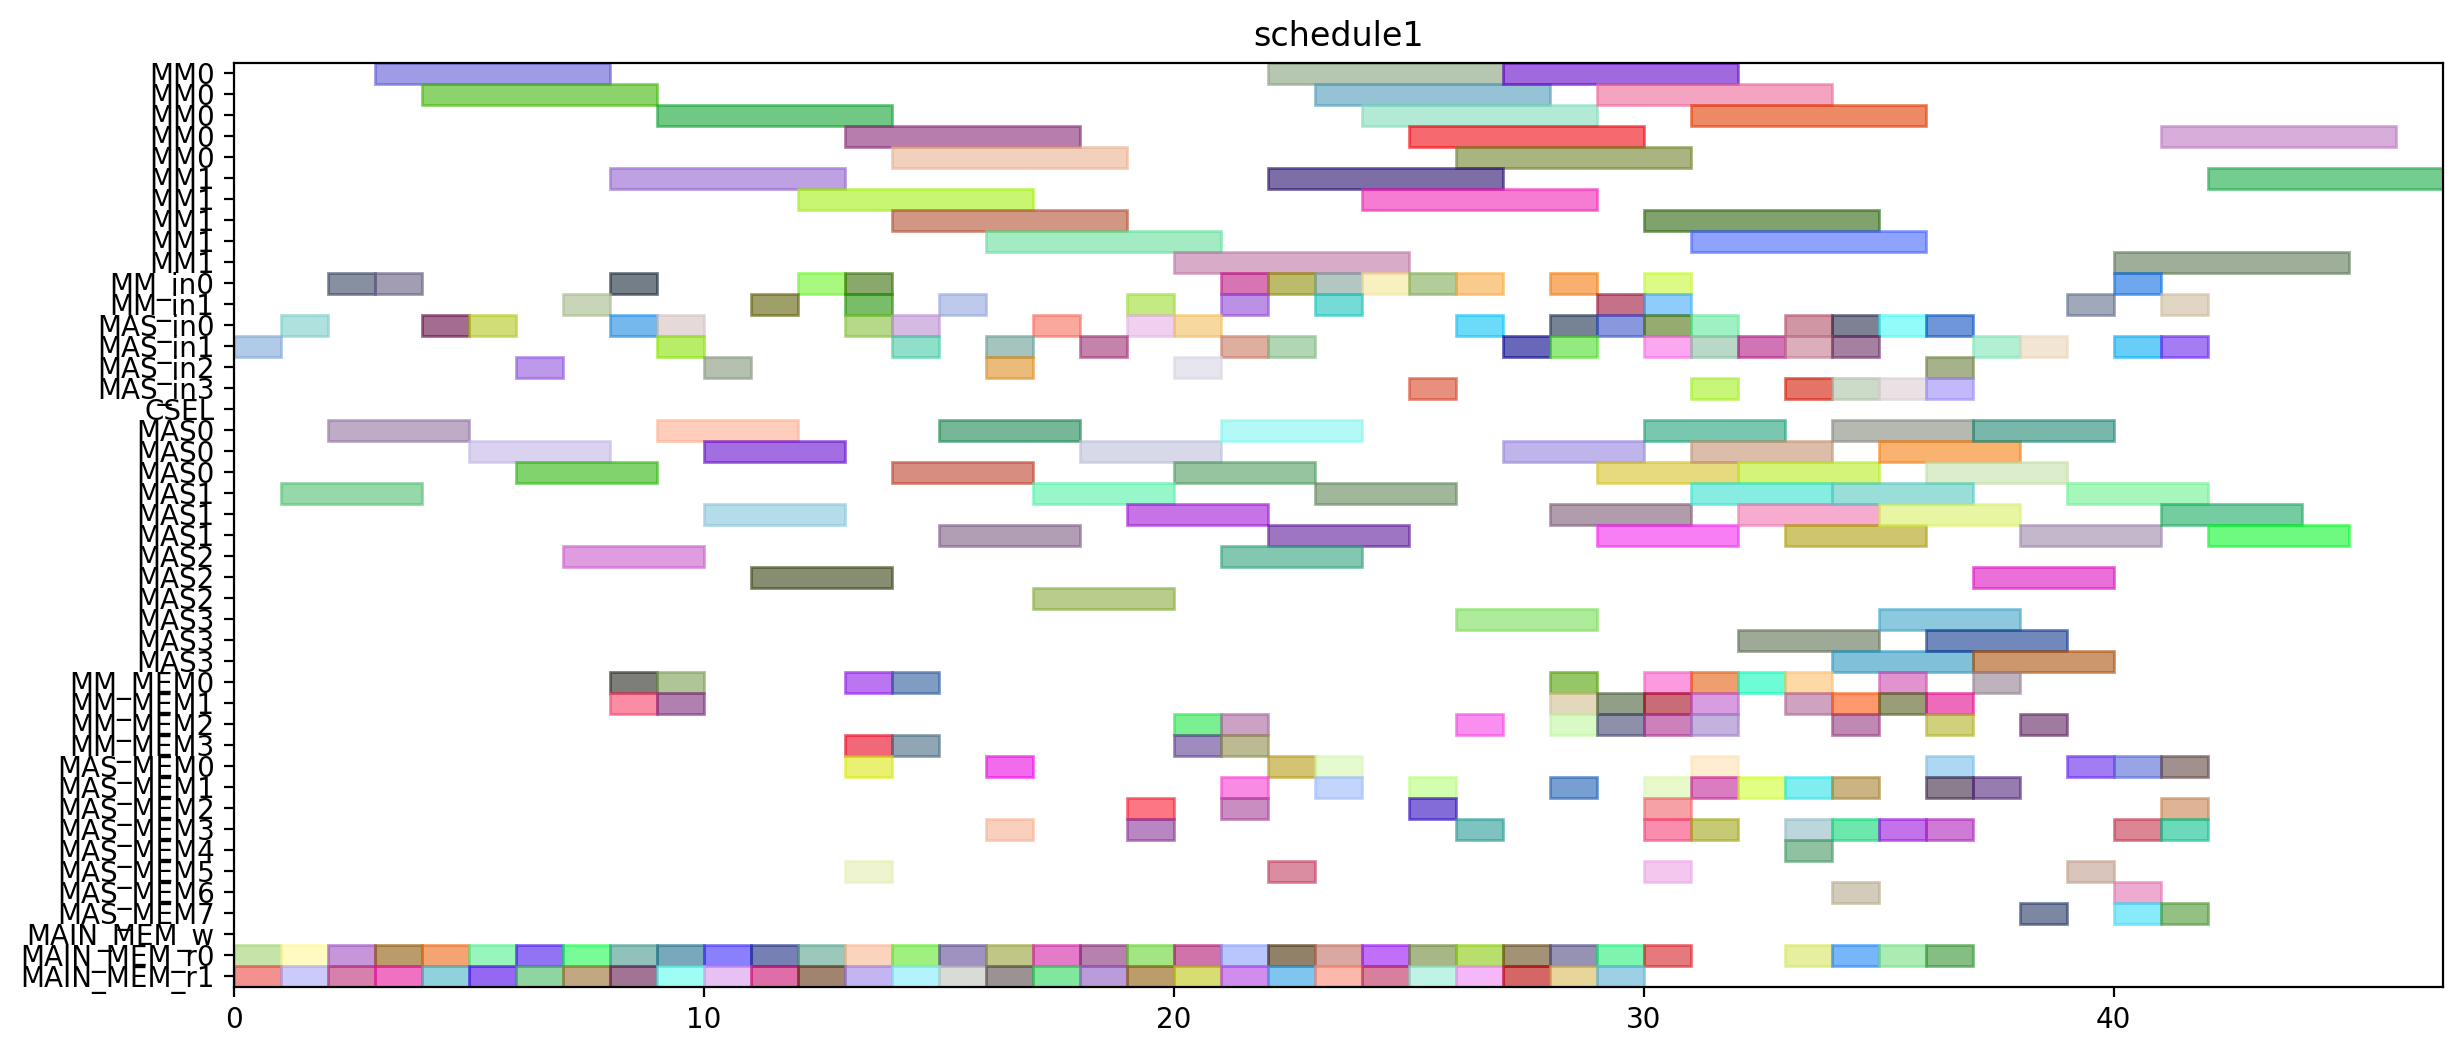 schedule1
MM0
MM0
MM0
MM0
MM0
MM1
MM1
MM1
MM1
MM1
MM_in0
MM_in1
MAS_in0
MAS_in1
MAS_in2
MAS_in3
CSEL
MAS0
MAS0
MAS0
MAS1
MAS1
MAS1
MAS2
MAS2
MAS2
MAS3
MAS3
MAS3
MM_MEM0
MM_MEM1
MM_MEM2
MM_MEM3
MAS_MEM0
MAS_MEM1
MAS_MEM2
MAS_MEM3
MAS_MEM4
MAS_MEM5
MAS_MEM6
MAS_MEM7
MAIN_MEM_w
MAIN_MEM_r0
MAIN_MEM_r1
0 10 20 30 40